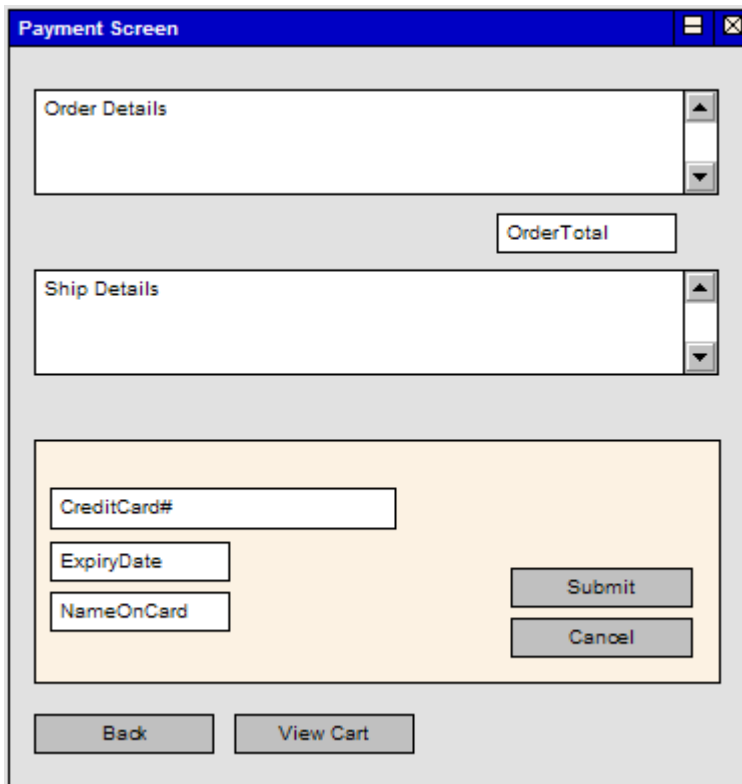 Payment Screen
Order Details
OrderTotal
Ship Details
CreditCard#
ExpiryDate
NameOnCard
Submit
Cancel
Back
View Cart